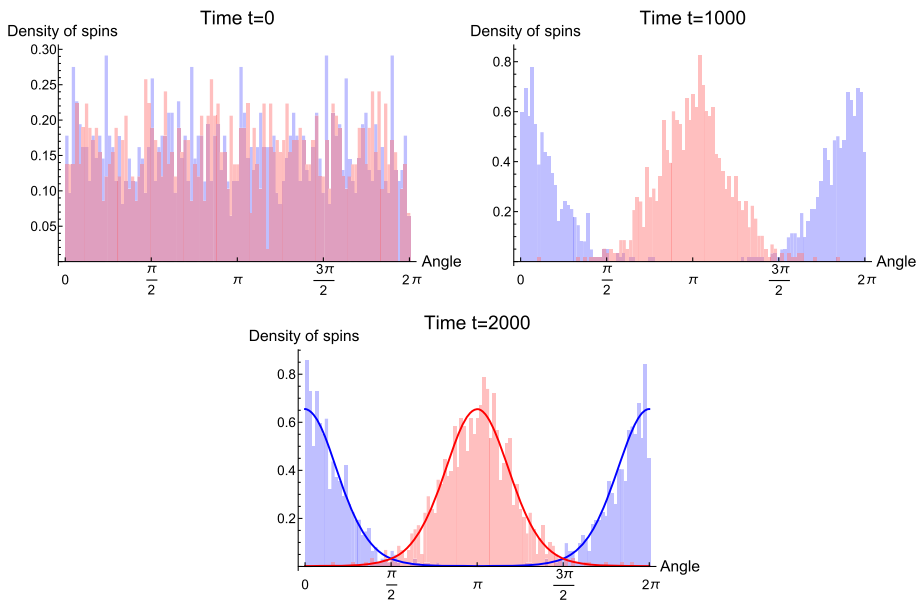 Time t=0
Density of spins
0.30
0.25
0.20
0.15
0.10
0.05
0 π/2 π 3π/2 2π
Angle
Time t=1000
Density of spins
0.8
0.6
0.4
0.2
0 π/2 π 3π/2 2π
Angle
Time t=2000
Density of spins
0.8
0.6
0.4
0.2
0 π/2 π 3π/2 2π
Angle